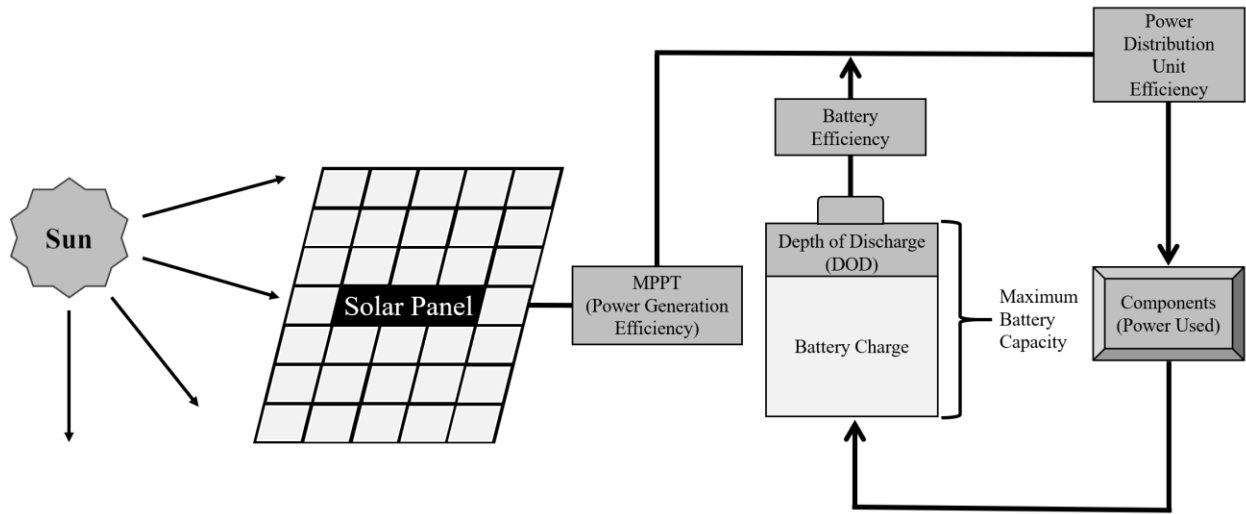 Sun
Solar Panel
MPPT
(Power Generation
Efficiency)
Battery
Efficiency
Depth of Discharge
(DOD)
Battery Charge
Maximum
Battery
Capacity
Power
Distribution
Unit
Efficiency
Components
(Power Used)